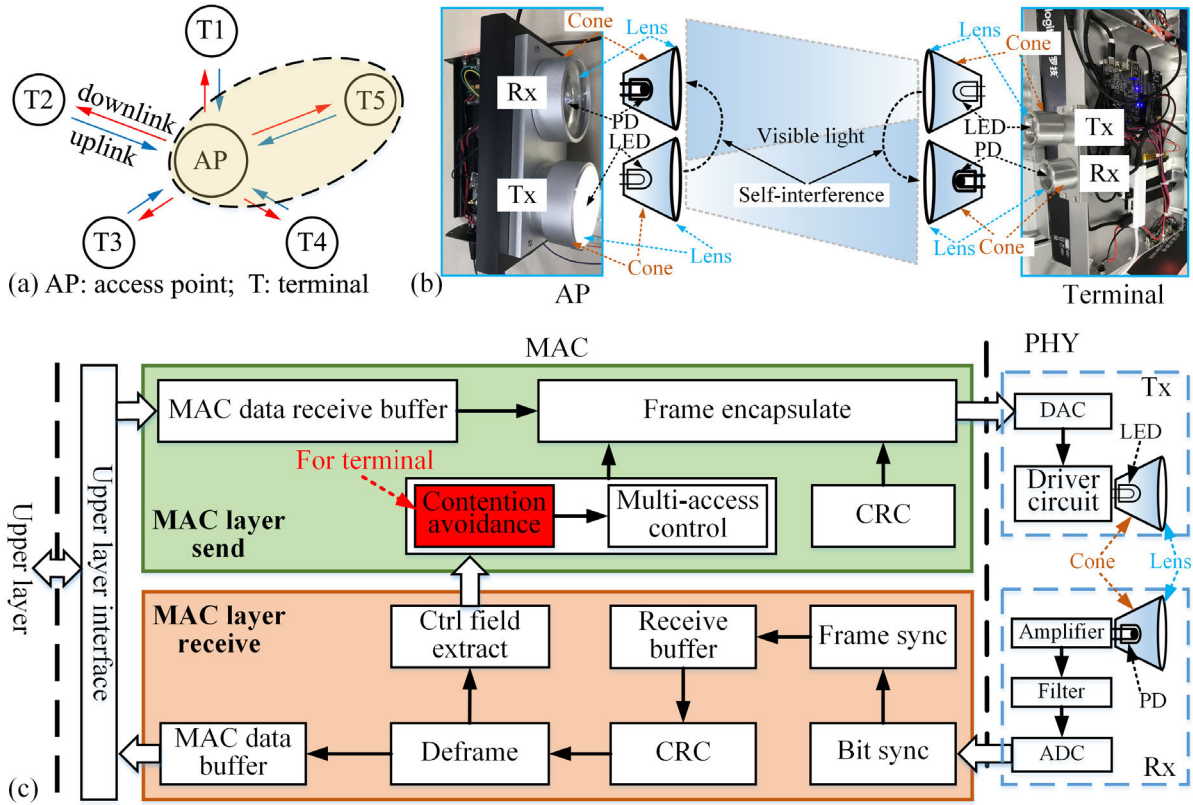 T1
T2
downlink
uplink
AP
T5
T3
T4
(a) AP: access point; T: terminal
Cone
Lens
Rx
PD
LED
Tx
Cone
Lens
Visible light
Self-interference
Lens
Cone
LED
PD
Tx
Rx
Lens
Cone
(b)
AP
Terminal
MAC
PHY
Upper layer
Upper layer interface
MAC data receive buffer
Frame encapsulate
For terminal
Contention
avoidance
Multi-access
control
CRC
MAC layer
send
Tx
DAC
LED
Driver
circuit
Cone
Lens
MAC layer
receive
Ctrl field
extract
Receive
buffer
Frame sync
Amplifier
PD
Filter
MAC data
buffer
Deframe
CRC
Bit sync
ADC
Rx
(c)